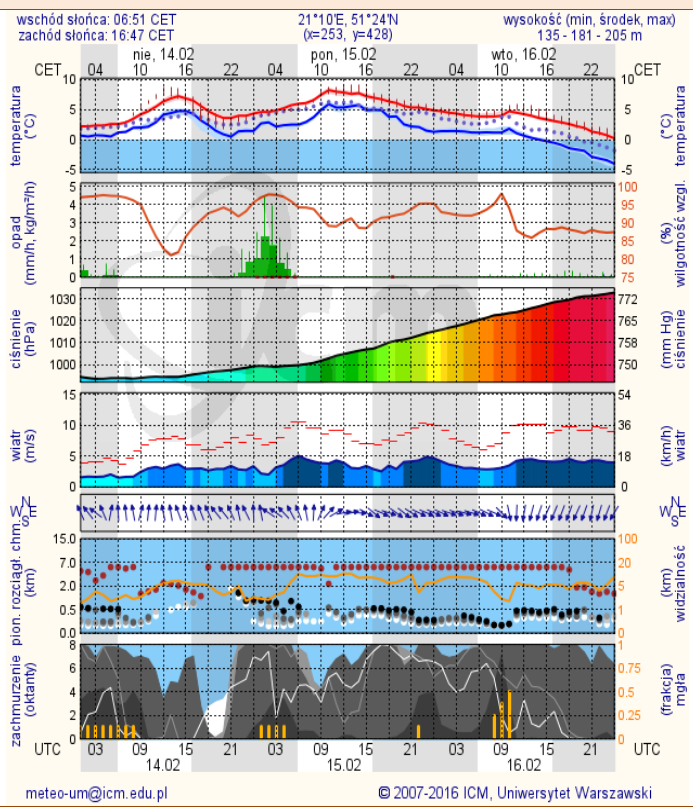 wschód słońca: 06:51 CET 21°10'E, 51°24'N wysokość (min, środek, max)
zachód słońca: 16:47 CET (x=253, y=428) 135 - 181 - 205 m
nie, 14.02 pon, 15.02 wto, 16.02
CET 04 10 16 22 04 10 16 22 04 10 16 22 CET
temperatura (°C)
10 5 0 -5
10 5 0 -5
(°C) temperatura
opad (mm/h, kg/m²/h)
5 4 3 2 1 0
100 95 90 85 80 75
(%) wilgotność wzgl.
ciśnienie (hPa)
1030 1020 1010 1000
772 765 758 750
(mm Hg) ciśnienie
icm
wiatr (m/s)
15 10 5 0
54 36 18 0
(km/h) wiatr
N W E S
N W E S
pion. rozciągł. chm. (km)
15.0 7.0 2.0 0.5 0.0
100 20 5 1 0
(km) widzialność
zachmurzenie (oktanty)
8 6 4 2 0
1 0.75 0.5 0.25 0
(frakcja) mgła
UTC 03 09 15 21 03 09 15 21 03 09 15 21 UTC
14.02 15.02 16.02
meteo-um@icm.edu.pl © 2007-2016 ICM, Uniwersytet Warszawski